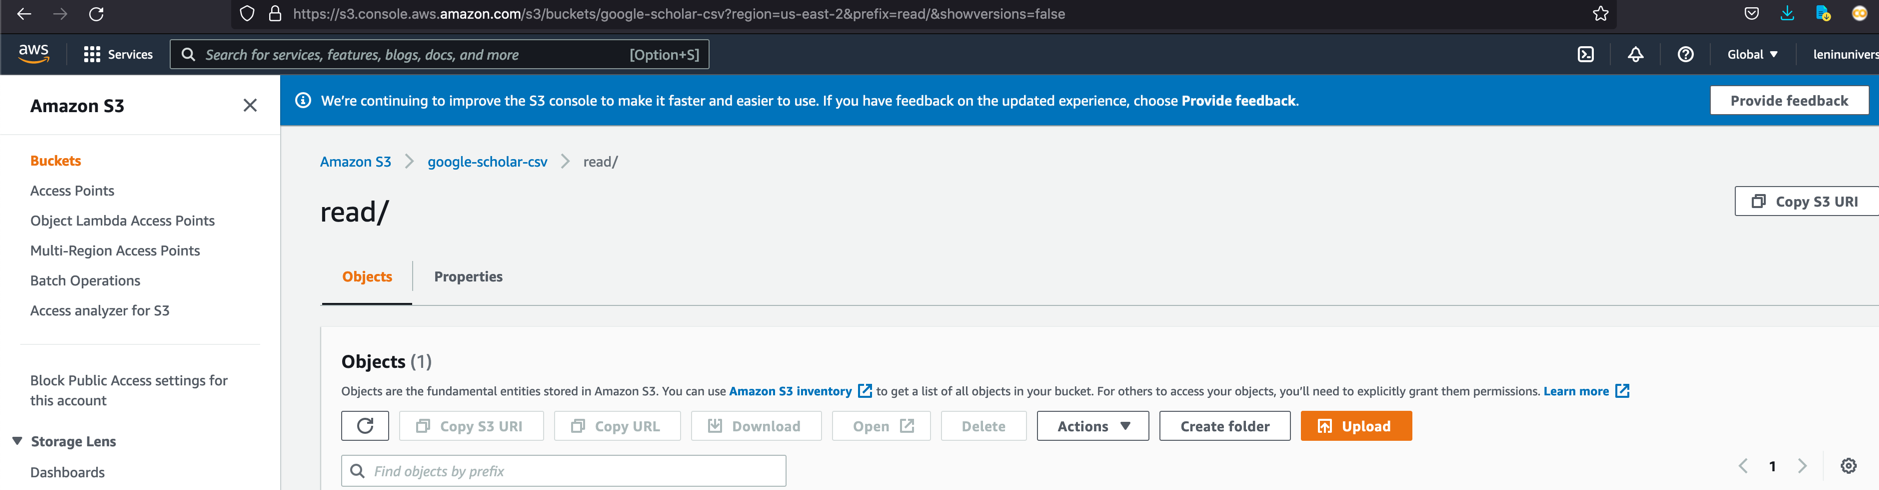 https://s3.console.aws.amazon.com/s3/buckets/google-scholar-csv?region=us-east-2&prefix=read/&showversions=false
aws
Services
Search for services, features, blogs, docs, and more [Option+S]
Global
leninunivers
Amazon S3
We're continuing to improve the S3 console to make it faster and easier to use. If you have feedback on the updated experience, choose Provide feedback.
Provide feedback
Buckets
Access Points
Object Lambda Access Points
Multi-Region Access Points
Batch Operations
Access analyzer for S3
Block Public Access settings for
this account
Storage Lens
Dashboards
Amazon S3 > google-scholar-csv > read/
read/
Copy S3 URI
Objects
Properties
Objects (1)
Objects are the fundamental entities stored in Amazon S3. You can use Amazon S3 inventory to get a list of all objects in your bucket. For others to access your objects, you'll need to explicitly grant them permissions. Learn more
Copy S3 URI
Copy URL
Download
Open
Delete
Actions
Create folder
Upload
Find objects by prefix
1